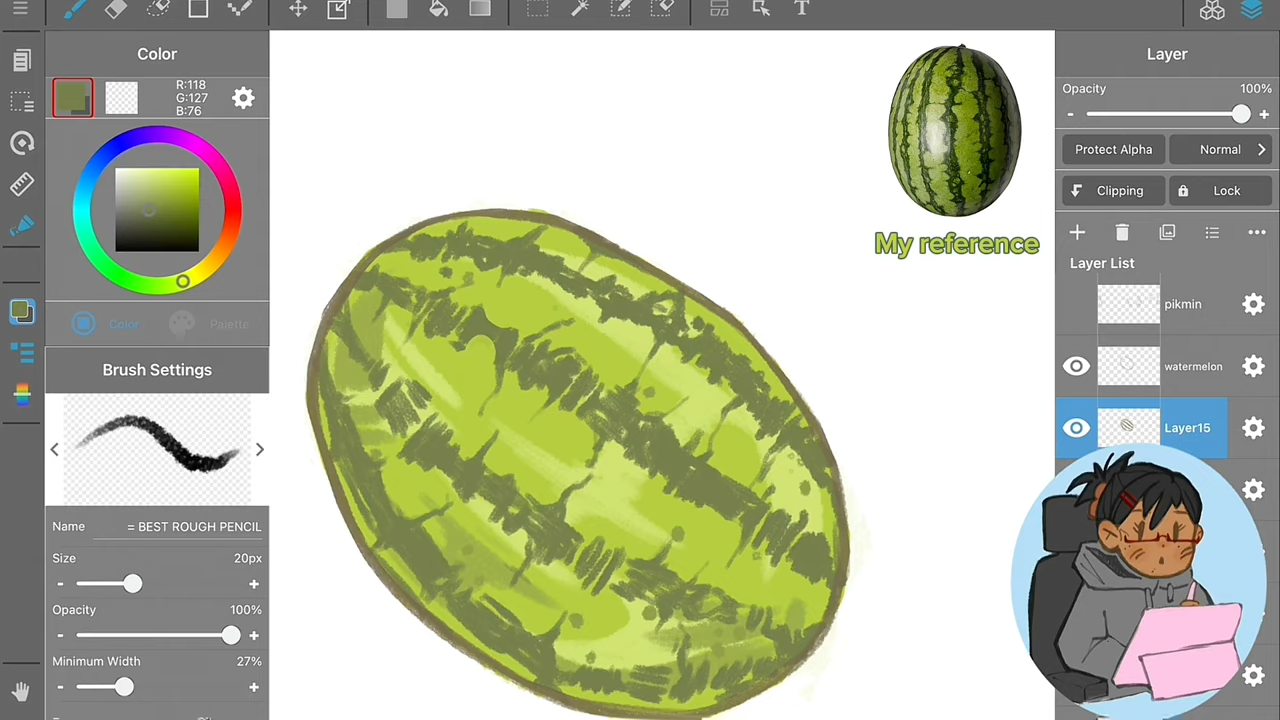 Color
R:118
G:127
B:76
Color
Palette
Brush Settings
Name
= BEST ROUGH PENCIL
Size
20px
-
+
Opacity
100%
-
+
Minimum Width
27%
-
+
My reference
Layer
Opacity
100%
-
+
Protect Alpha
Normal
Clipping
Lock
Layer List
pikmin
watermelon
Layer15